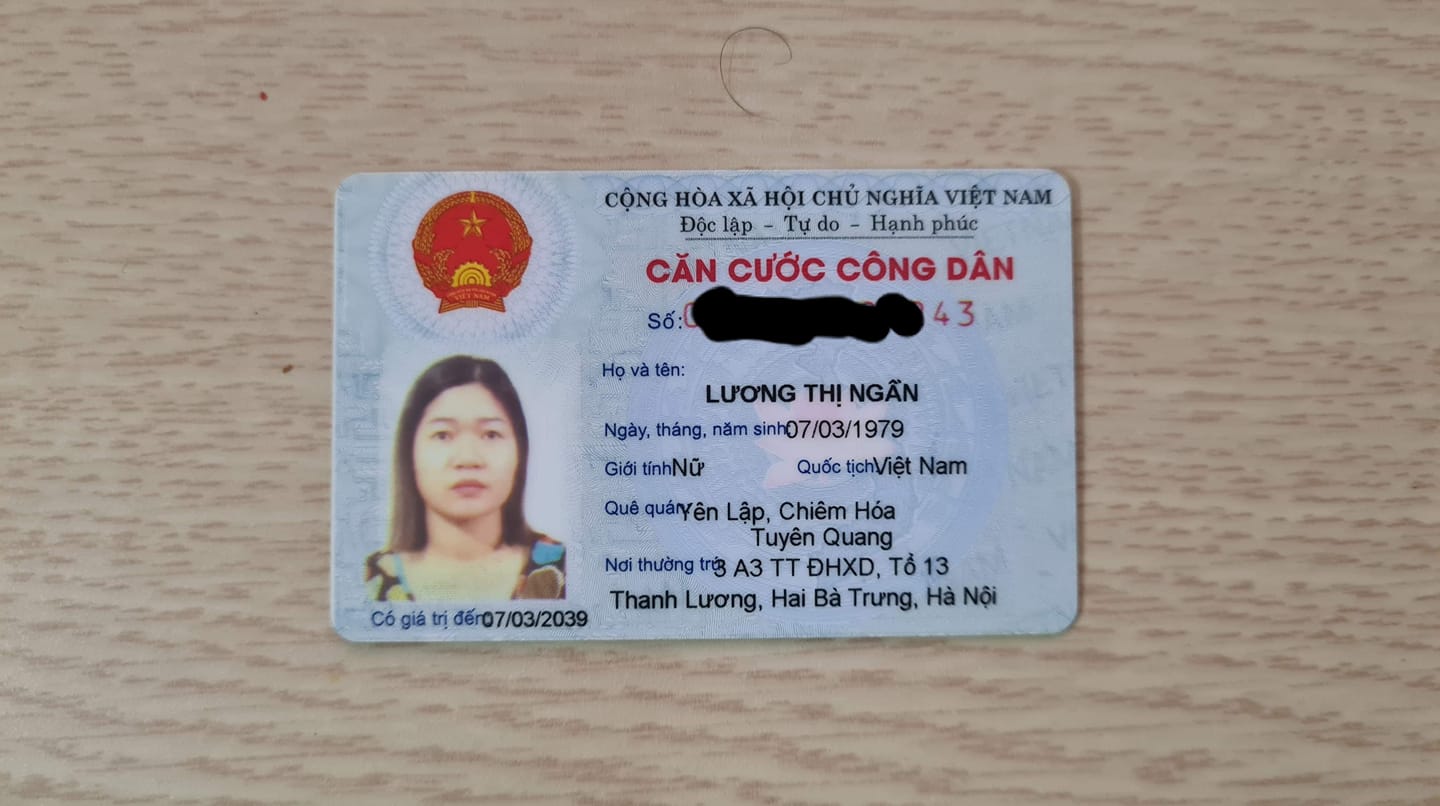 CỘNG HÒA XÃ HỘI CHỦ NGHĨA VIỆT NAM
Độc lập - Tự do - Hạnh phúc
CĂN CƯỚC CÔNG DÂN
Số: 43
Họ và tên:
LƯƠNG THỊ NGẦN
Ngày, tháng, năm sinh: 07/03/1979
Giới tính Nữ Quốc tịch Việt Nam
Quê quán Yên Lập, Chiêm Hóa
Tuyên Quang
Nơi thường trú 3 A3 TT ĐHXD, Tổ 13
Thanh Lương, Hai Bà Trưng, Hà Nội
Có giá trị đến 07/03/2039
VIỆT NAM